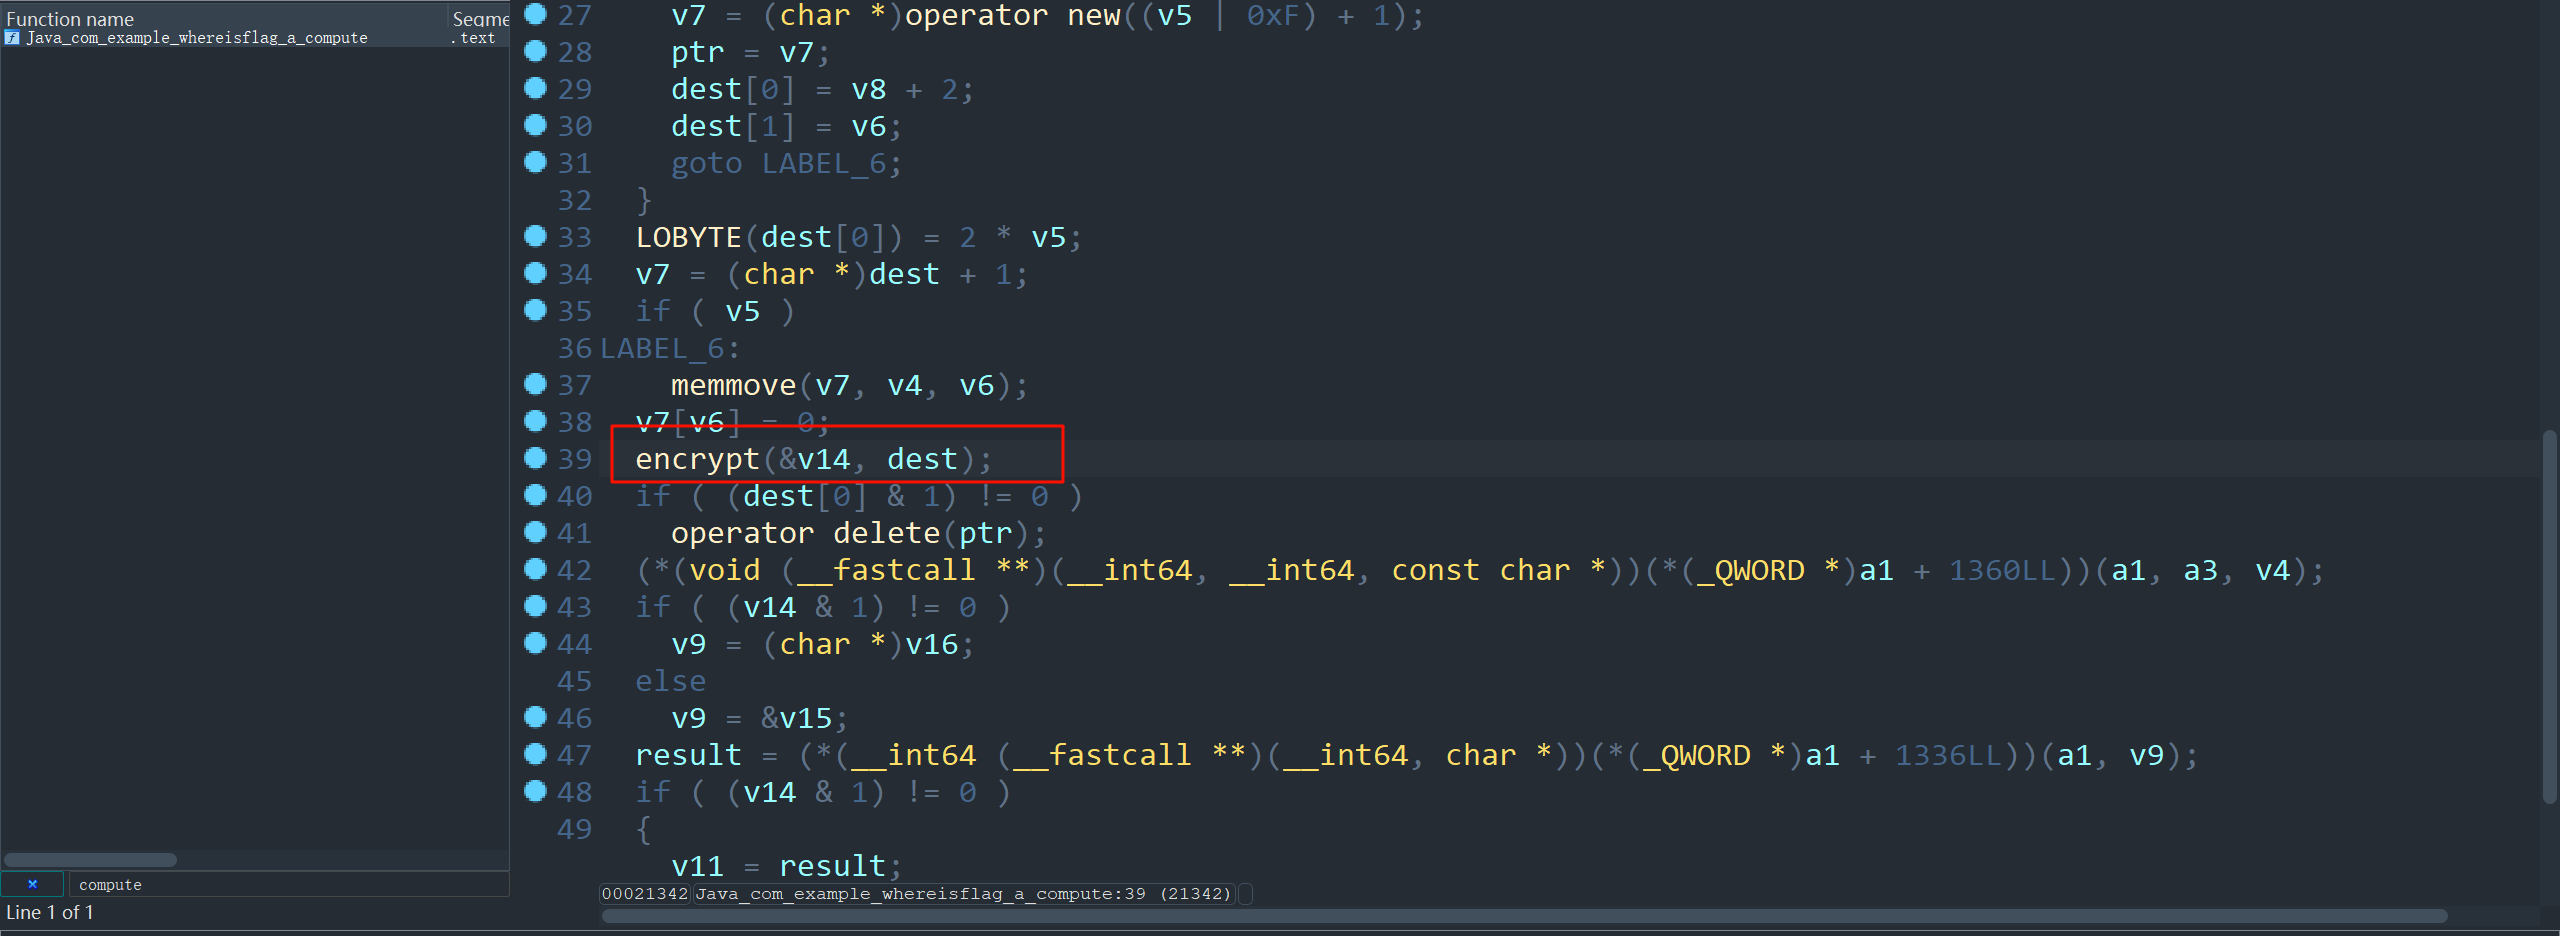 Function name Segme
f Java_com_example_whereisflag_a_compute .text
× compute
Line 1 of 1
27 v7 = (char *)operator new((v5 | 0xF) + 1);
28 ptr = v7;
29 dest[0] = v8 + 2;
30 dest[1] = v6;
31 goto LABEL_6;
32 }
33 LOBYTE(dest[0]) = 2 * v5;
34 v7 = (char *)dest + 1;
35 if ( v5 )
36 LABEL_6:
37 memmove(v7, v4, v6);
38 v7[v6] = 0;
39 encrypt(&v14, dest);
40 if ( (dest[0] & 1) != 0 )
41 operator delete(ptr);
42 (*(void (__fastcall **)(__int64, __int64, const char *))(*(_QWORD *)a1 + 1360LL))(a1, a3, v4);
43 if ( (v14 & 1) != 0 )
44 v9 = (char *)v16;
45 else
46 v9 = &v15;
47 result = (*(__int64 (__fastcall **)(__int64, char *))(*(_QWORD *)a1 + 1336LL))(a1, v9);
48 if ( (v14 & 1) != 0 )
49 {
v11 = result;
00021342 Java_com_example_whereisflag_a_compute:39 (21342)